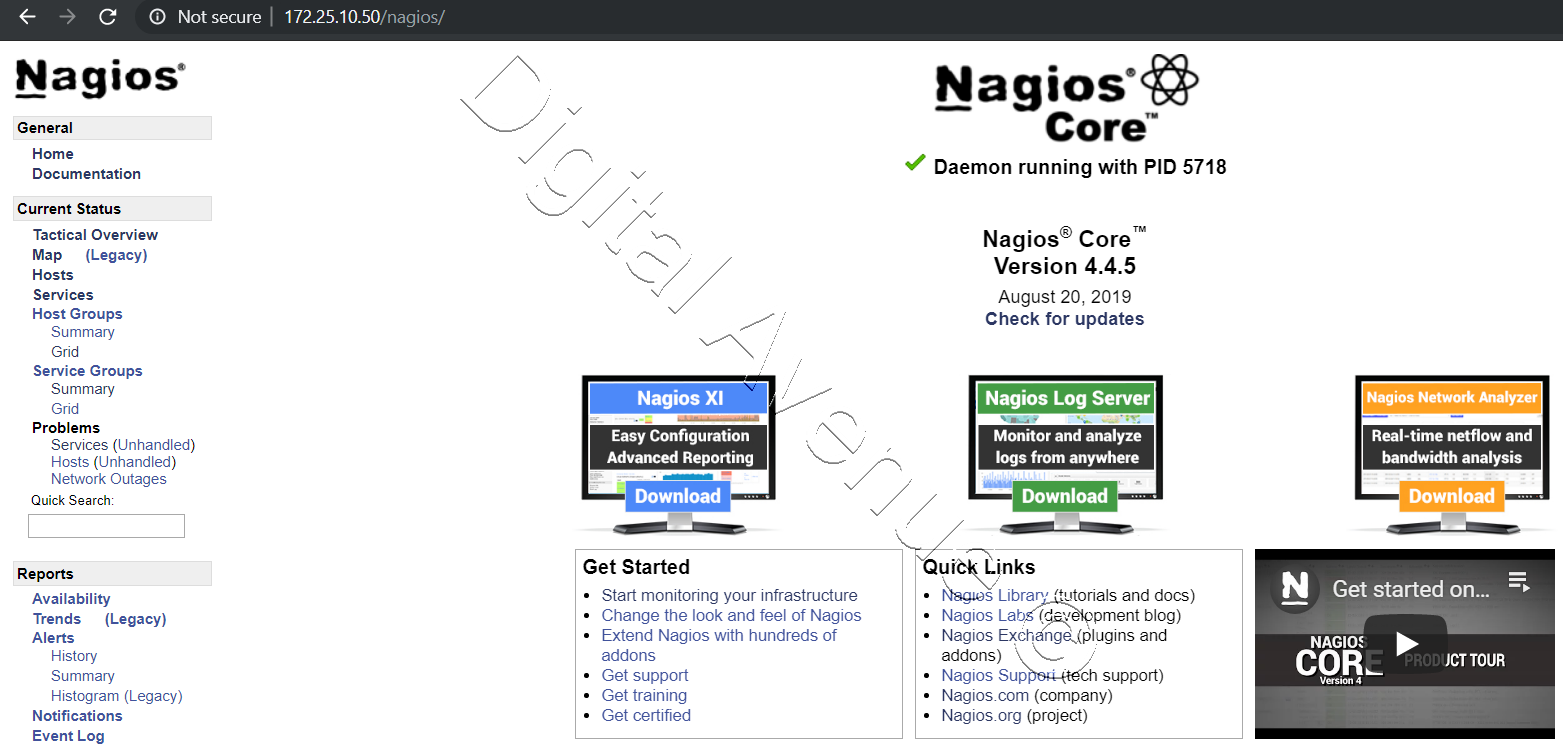 Not secure | 172.25.10.50/nagios/
Nagios®
General
Home
Documentation
Current Status
Tactical Overview
Map (Legacy)
Hosts
Services
Host Groups
Summary
Grid
Service Groups
Summary
Grid
Problems
Services (Unhandled)
Hosts (Unhandled)
Network Outages
Quick Search:
Reports
Availability
Trends (Legacy)
Alerts
History
Summary
Histogram (Legacy)
Notifications
Event Log
Nagios®
Core™
Daemon running with PID 5718
Nagios® Core™
Version 4.4.5
August 20, 2019
Check for updates
Nagios XI
Easy Configuration
Advanced Reporting
Download
Nagios Log Server
Monitor and analyze
logs from anywhere
Download
Nagios Network Analyzer
Real-time netflow and
bandwidth analysis
Download
Get Started
Start monitoring your infrastructure
Change the look and feel of Nagios
Extend Nagios with hundreds of
addons
Get support
Get training
Get certified
Quick Links
Nagios Library (tutorials and docs)
Nagios Labs (development blog)
Nagios Exchange (plugins and
addons)
Nagios Support (tech support)
Nagios.com (company)
Nagios.org (project)
N Get started on...
NAGIOS
CORE PRODUCT TOUR
Version 4
Digital Avenue ©